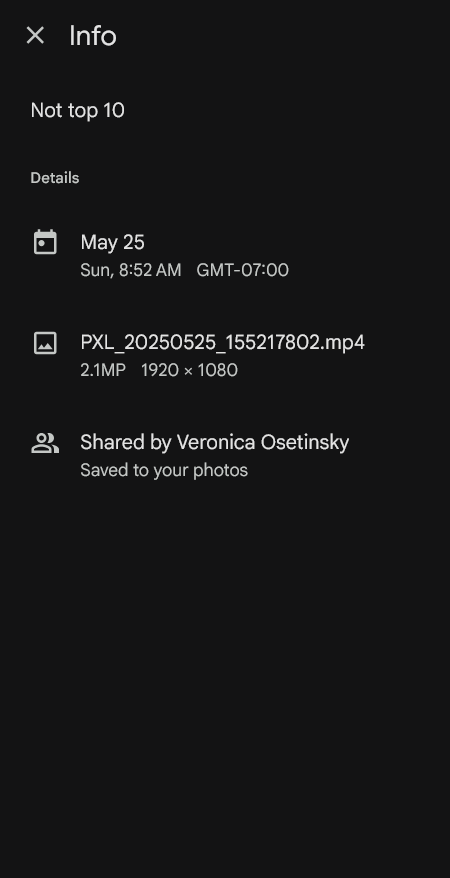 Info
Not top 10
Details
May 25
Sun, 8:52 AM GMT-07:00
PXL_20250525_155217802.mp4
2.1MP 1920 × 1080
Shared by Veronica Osetinsky
Saved to your photos